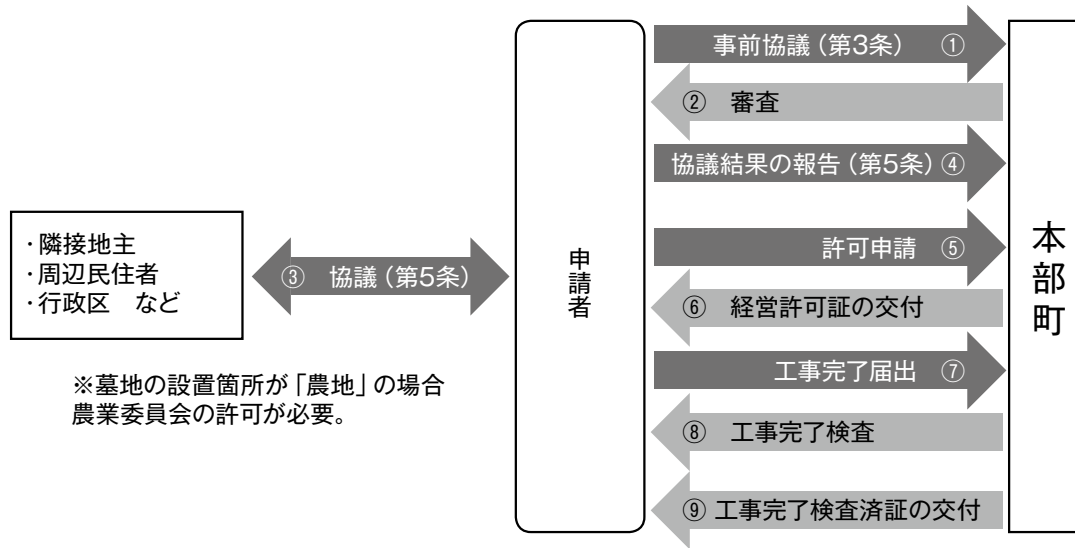 事前協議（第3条）　①
②　審査
協議結果の報告（第5条）④
・隣接地主
・周辺民住者
・行政区　など
③　協議（第5条）
申請者
許可申請　⑤
⑥　経営許可証の交付
本部町
工事完了届出　⑦
※墓地の設置箇所が「農地」の場合
農業委員会の許可が必要。
⑧　工事完了検査
⑨ 工事完了検査済証の交付